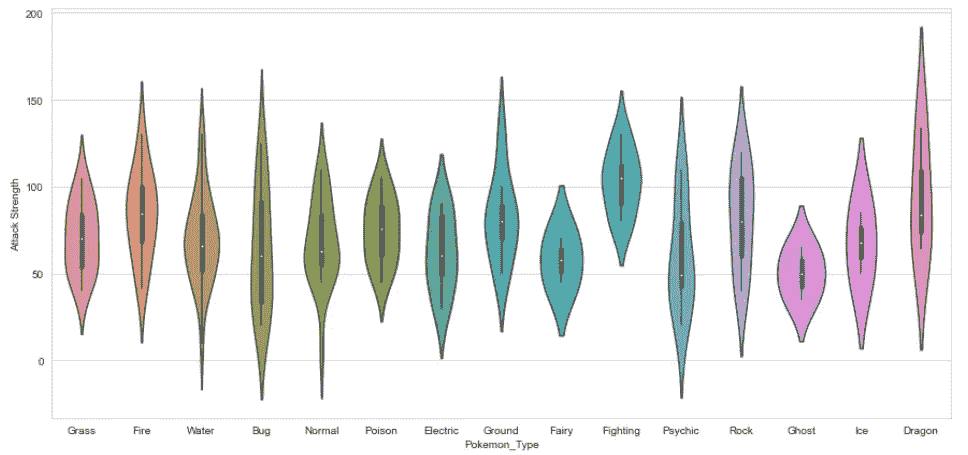 200
150
100
50
0
Attack Strength
Grass Fire Water Bug Normal Poison Electric Ground Fairy Fighting Psychic Rock Ghost Ice Dragon
Pokemon_Type